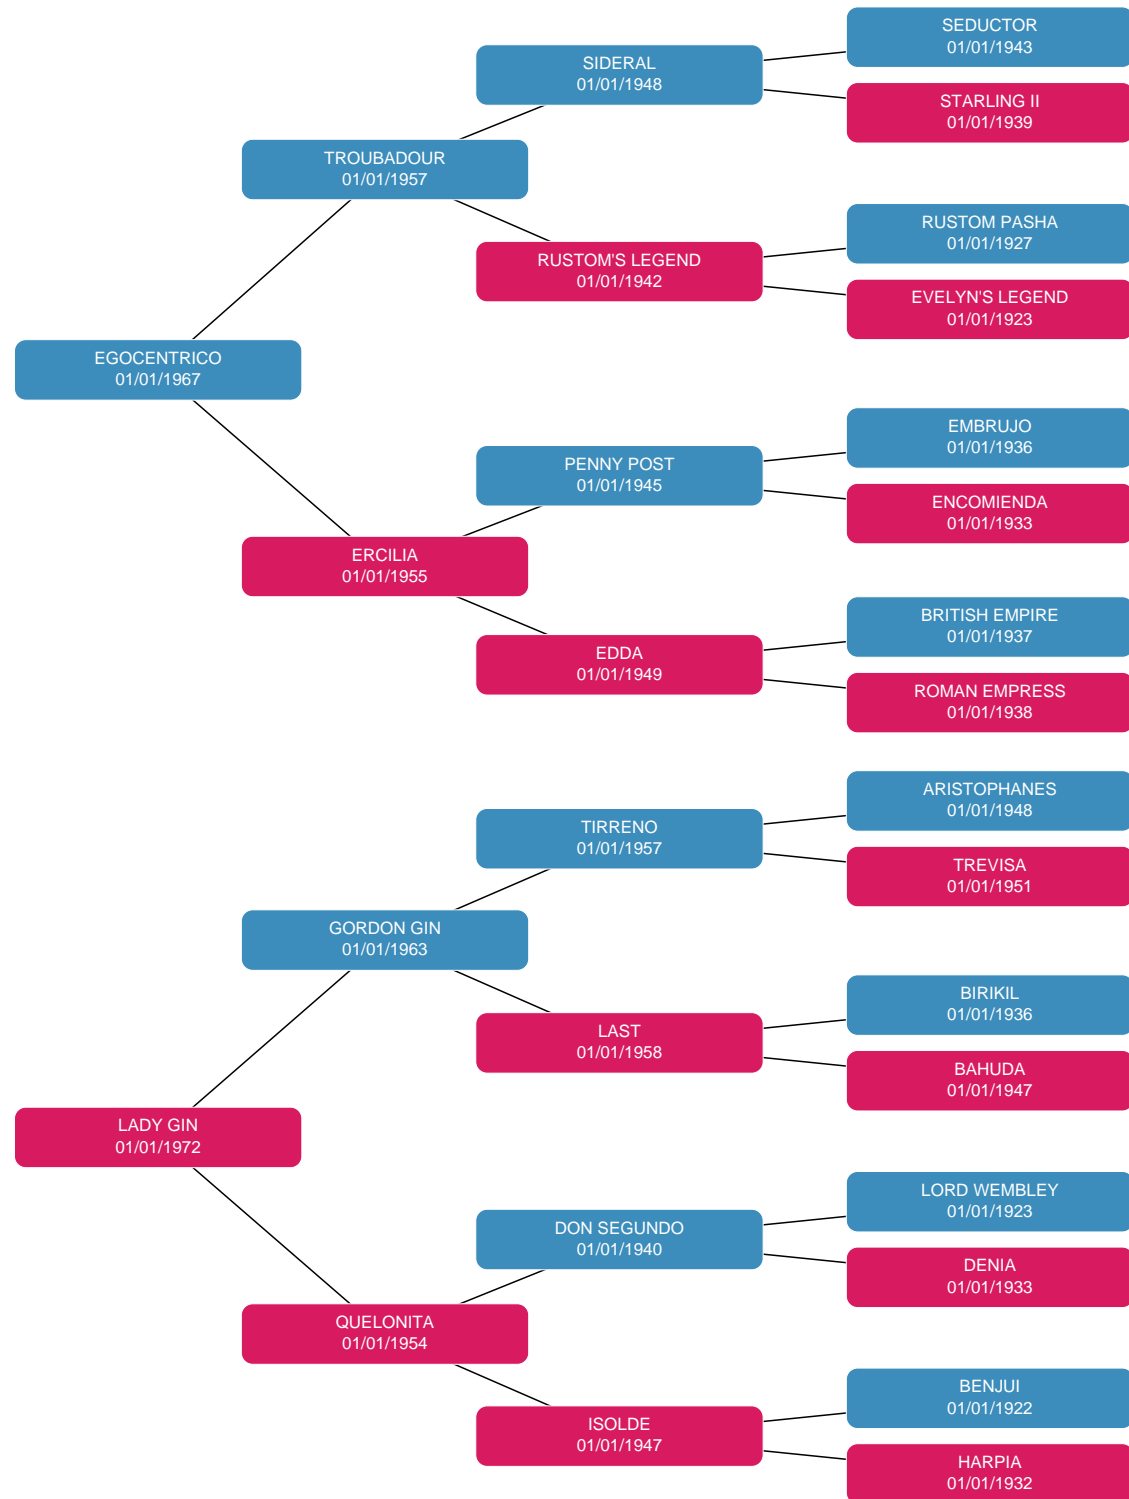 SEDUCTOR
01/01/1943
SIDERAL
01/01/1948
STARLING II
01/01/1939
TROUBADOUR
01/01/1957
RUSTOM PASHA
01/01/1927
RUSTOM'S LEGEND
01/01/1942
EVELYN'S LEGEND
01/01/1923
EGOCENTRICO
01/01/1967
EMBRUJO
01/01/1936
PENNY POST
01/01/1945
ENCOMIENDA
01/01/1933
ERCILIA
01/01/1955
BRITISH EMPIRE
01/01/1937
EDDA
01/01/1949
ROMAN EMPRESS
01/01/1938
ARISTOPHANES
01/01/1948
TIRRENO
01/01/1957
TREVISA
01/01/1951
GORDON GIN
01/01/1963
BIRIKIL
01/01/1936
LAST
01/01/1958
BAHUDA
01/01/1947
LADY GIN
01/01/1972
LORD WEMBLEY
01/01/1923
DON SEGUNDO
01/01/1940
DENIA
01/01/1933
QUELONITA
01/01/1954
BENJUI
01/01/1922
ISOLDE
01/01/1947
HARPIA
01/01/1932